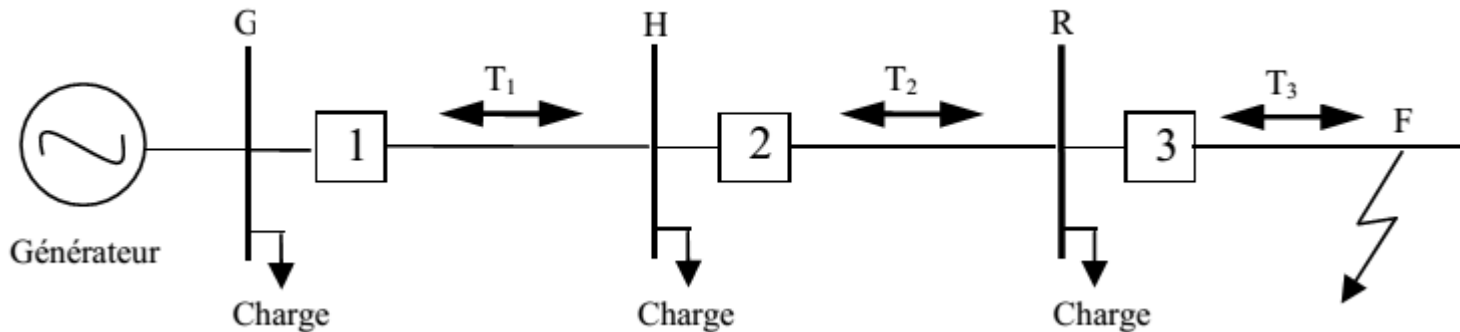 G
H
R
T₁
T₂
T₃
F
1
2
3
Générateur
Charge
Charge
Charge